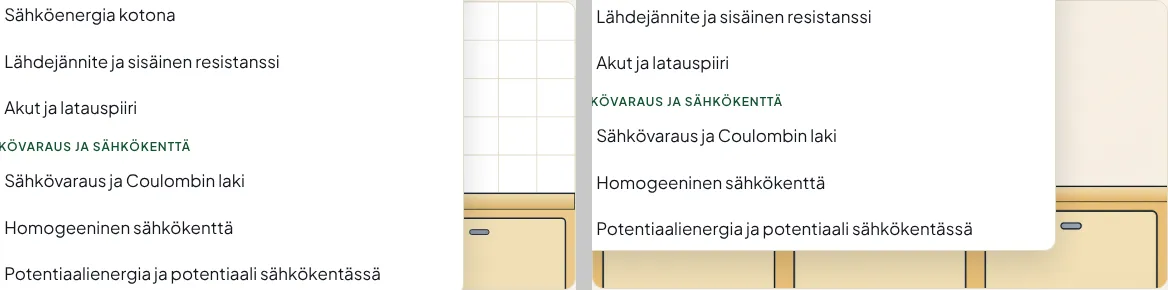 Sähköenergia kotona
Lähdejännite ja sisäinen resistanssi
Akut ja latauspiiri
KÖVARAUS JA SÄHKÖKENTTÄ
Sähkövaraus ja Coulombin laki
Homogeeninen sähkökenttä
Potentiaalienergia ja potentiaali sähkökentässä
Lähdejännite ja sisäinen resistanssi
Akut ja latauspiiri
KÖVARAUS JA SÄHKÖKENTTÄ
Sähkövaraus ja Coulombin laki
Homogeeninen sähkökenttä
Potentiaalienergia ja potentiaali sähkökentässä